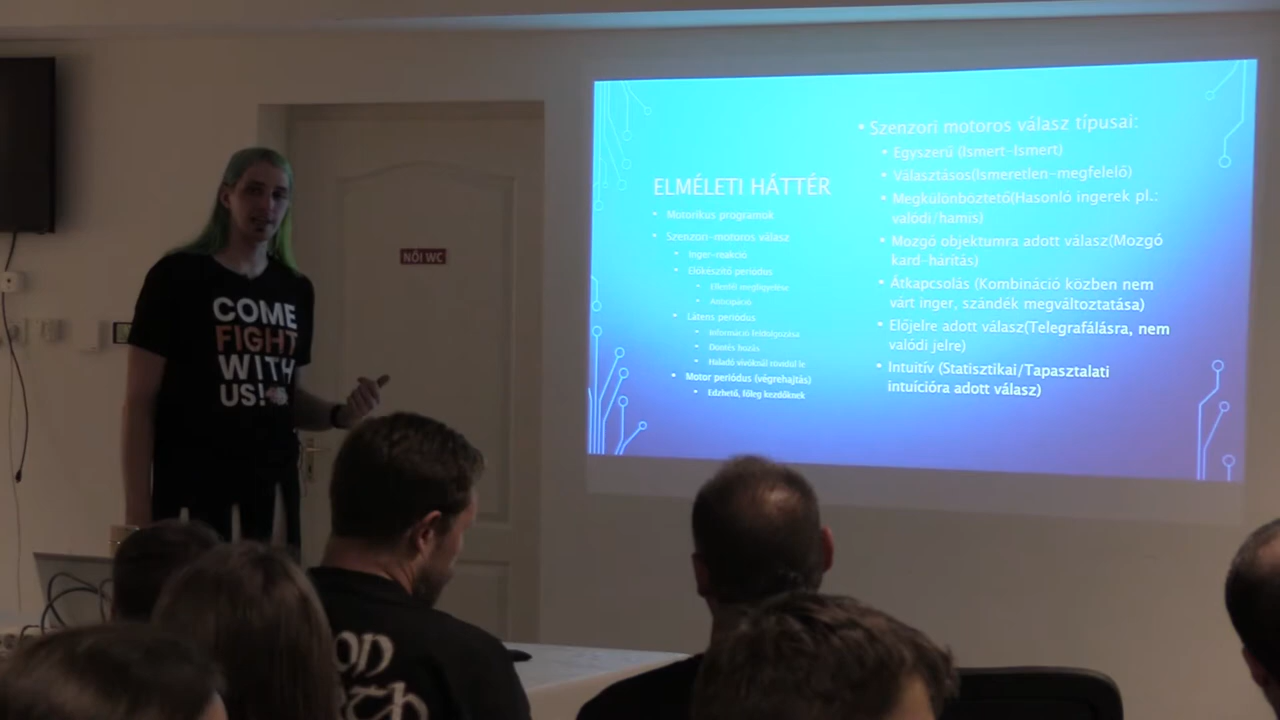 NŐI WC
COME
FIGHT
WITH
US!
ELMÉLETI HÁTTÉR
• Motorikus programok
• Szenzori-motoros válasz
• Inger-reakció
• Előkészítő periódus
• Ellenfél megfigyelése
• Anticipáció
• Látens periódus
• Információ feldolgozása
• Döntés hozás
• Haladó vívóknál rövidül le
• Motor periódus (végrehajtás)
• Edzhető, főleg kezdőknek
• Szenzori motoros válasz típusai:
• Egyszerű (Ismert-Ismert)
• Választásos(Ismeretlen-megfelelő)
• Megkülönböztető(Hasonló ingerek pl.:
valódi/hamis)
• Mozgó objektumra adott válasz(Mozgó
kard-hárítás)
• Átkapcsolás (Kombináció közben nem
várt inger, szándék megváltoztatása)
• Előjelre adott válasz(Telegrafálásra, nem
valódi jelre)
• Intuitív (Statisztikai/Tapasztalati
intuícióra adott válasz)